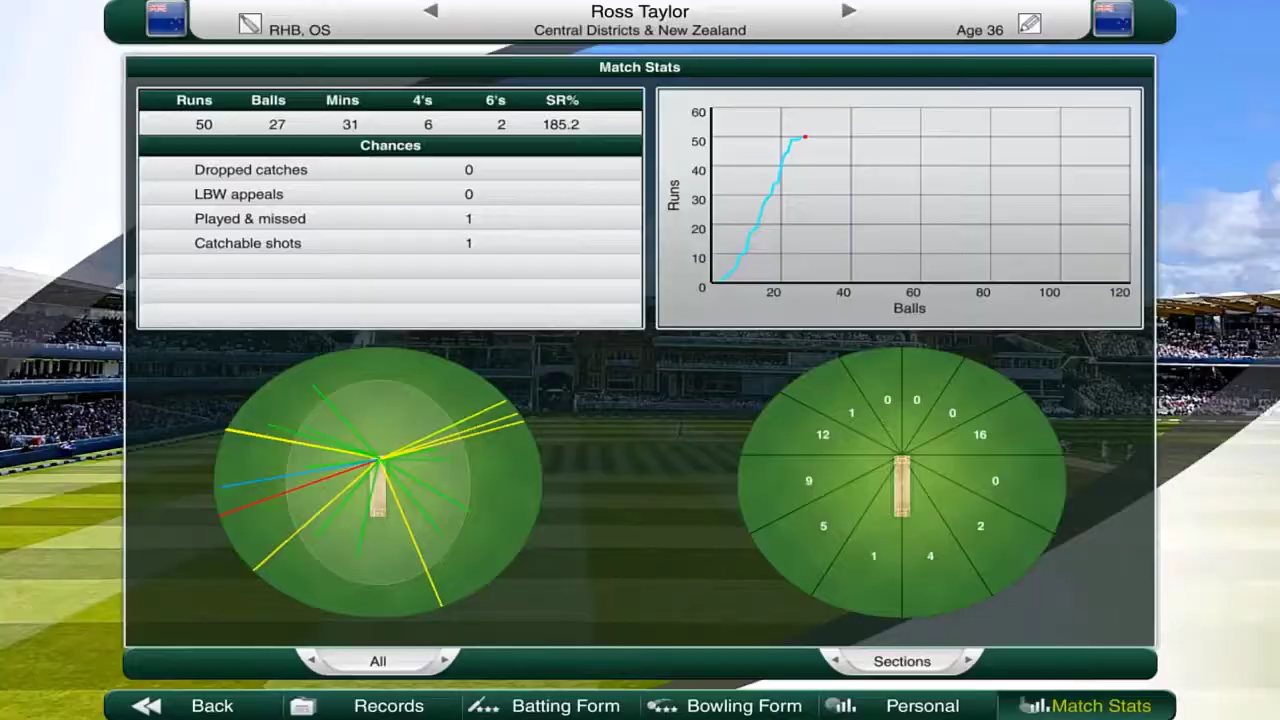 Ross Taylor
RHB, OS
Central Districts & New Zealand
Age 36
Match Stats
Runs Balls Mins 4's 6's SR%
50 27 31 6 2 185.2
Chances
Dropped catches 0
LBW appeals 0
Played & missed 1
Catchable shots 1
60
50
40
30
20
10
0
Runs
20 40 60 80 100 120
Balls
1 0 0 0
12 16
9 0
5 2
1 4
All
Sections
Back Records Batting Form Bowling Form Personal Match Stats